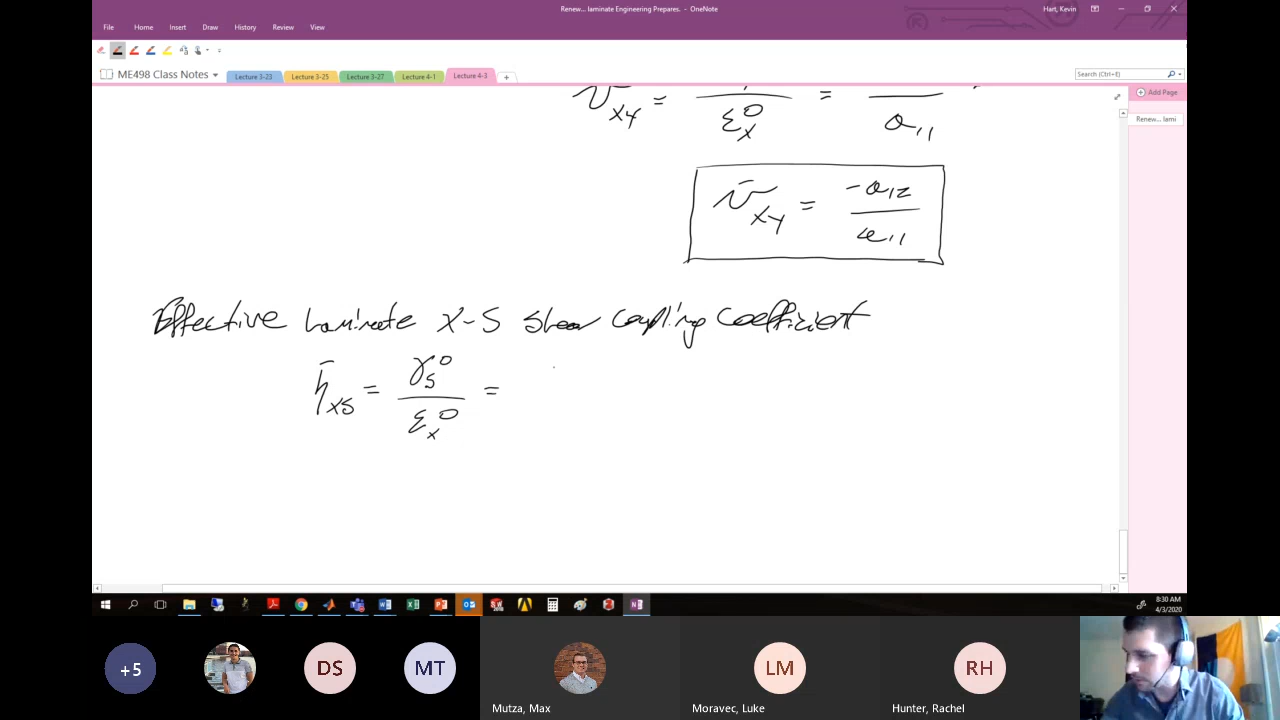 Renew... laminate Engineering Prepares. - OneNote
Hart, Kevin
File Home Insert Draw History Review View
ME498 Class Notes
Lecture 3-23 Lecture 3-25 Lecture 3-27 Lecture 4-1 Lecture 4-3
Search (Ctrl+E)
Add Page
Renew... lami
ν̄xy = / εx° = / a11
ν̄xy = -a12 / a11
Effective Laminate X-S shear coupling coefficient
η̄xs = γs° / εx° =
8:30 AM
4/3/2020
+5
DS
MT
LM
RH
Mutza, Max
Moravec, Luke
Hunter, Rachel